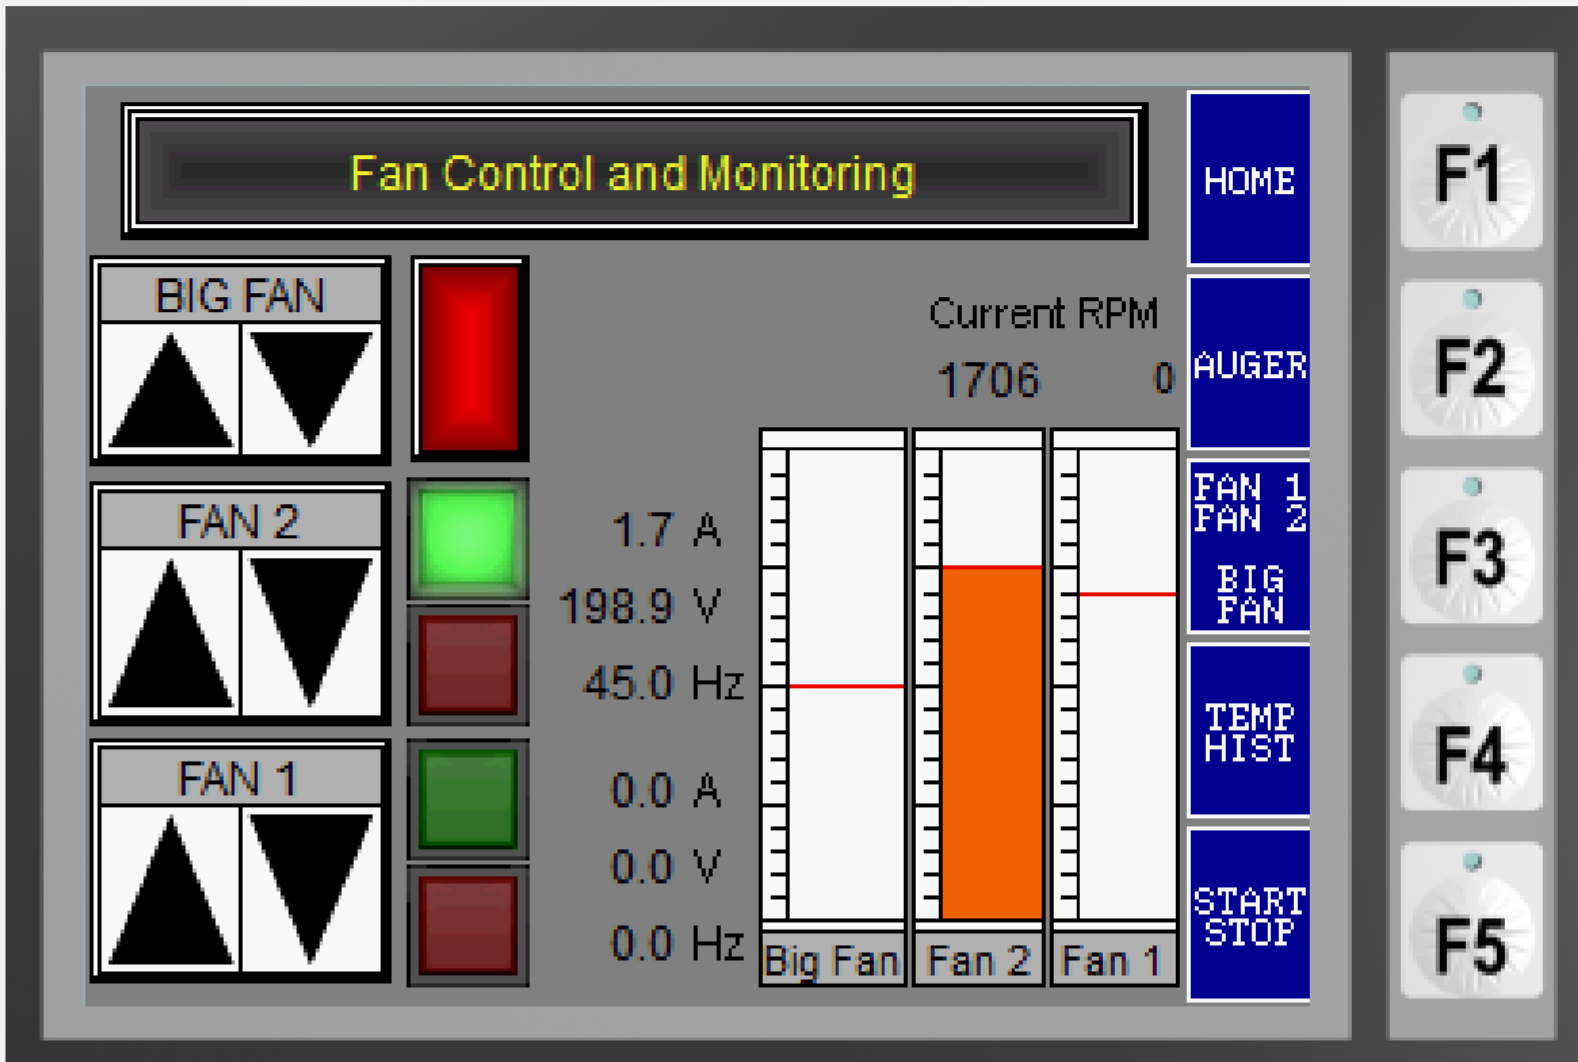 Fan Control and Monitoring
BIG FAN
FAN 2
FAN 1
1.7 A
198.9 V
45.0 Hz
0.0 A
0.0 V
0.0 Hz
Current RPM
1706 0
Big Fan
Fan 2
Fan 1
HOME
AUGER
FAN 1
FAN 2
BIG
FAN
TEMP
HIST
START
STOP
F1
F2
F3
F4
F5